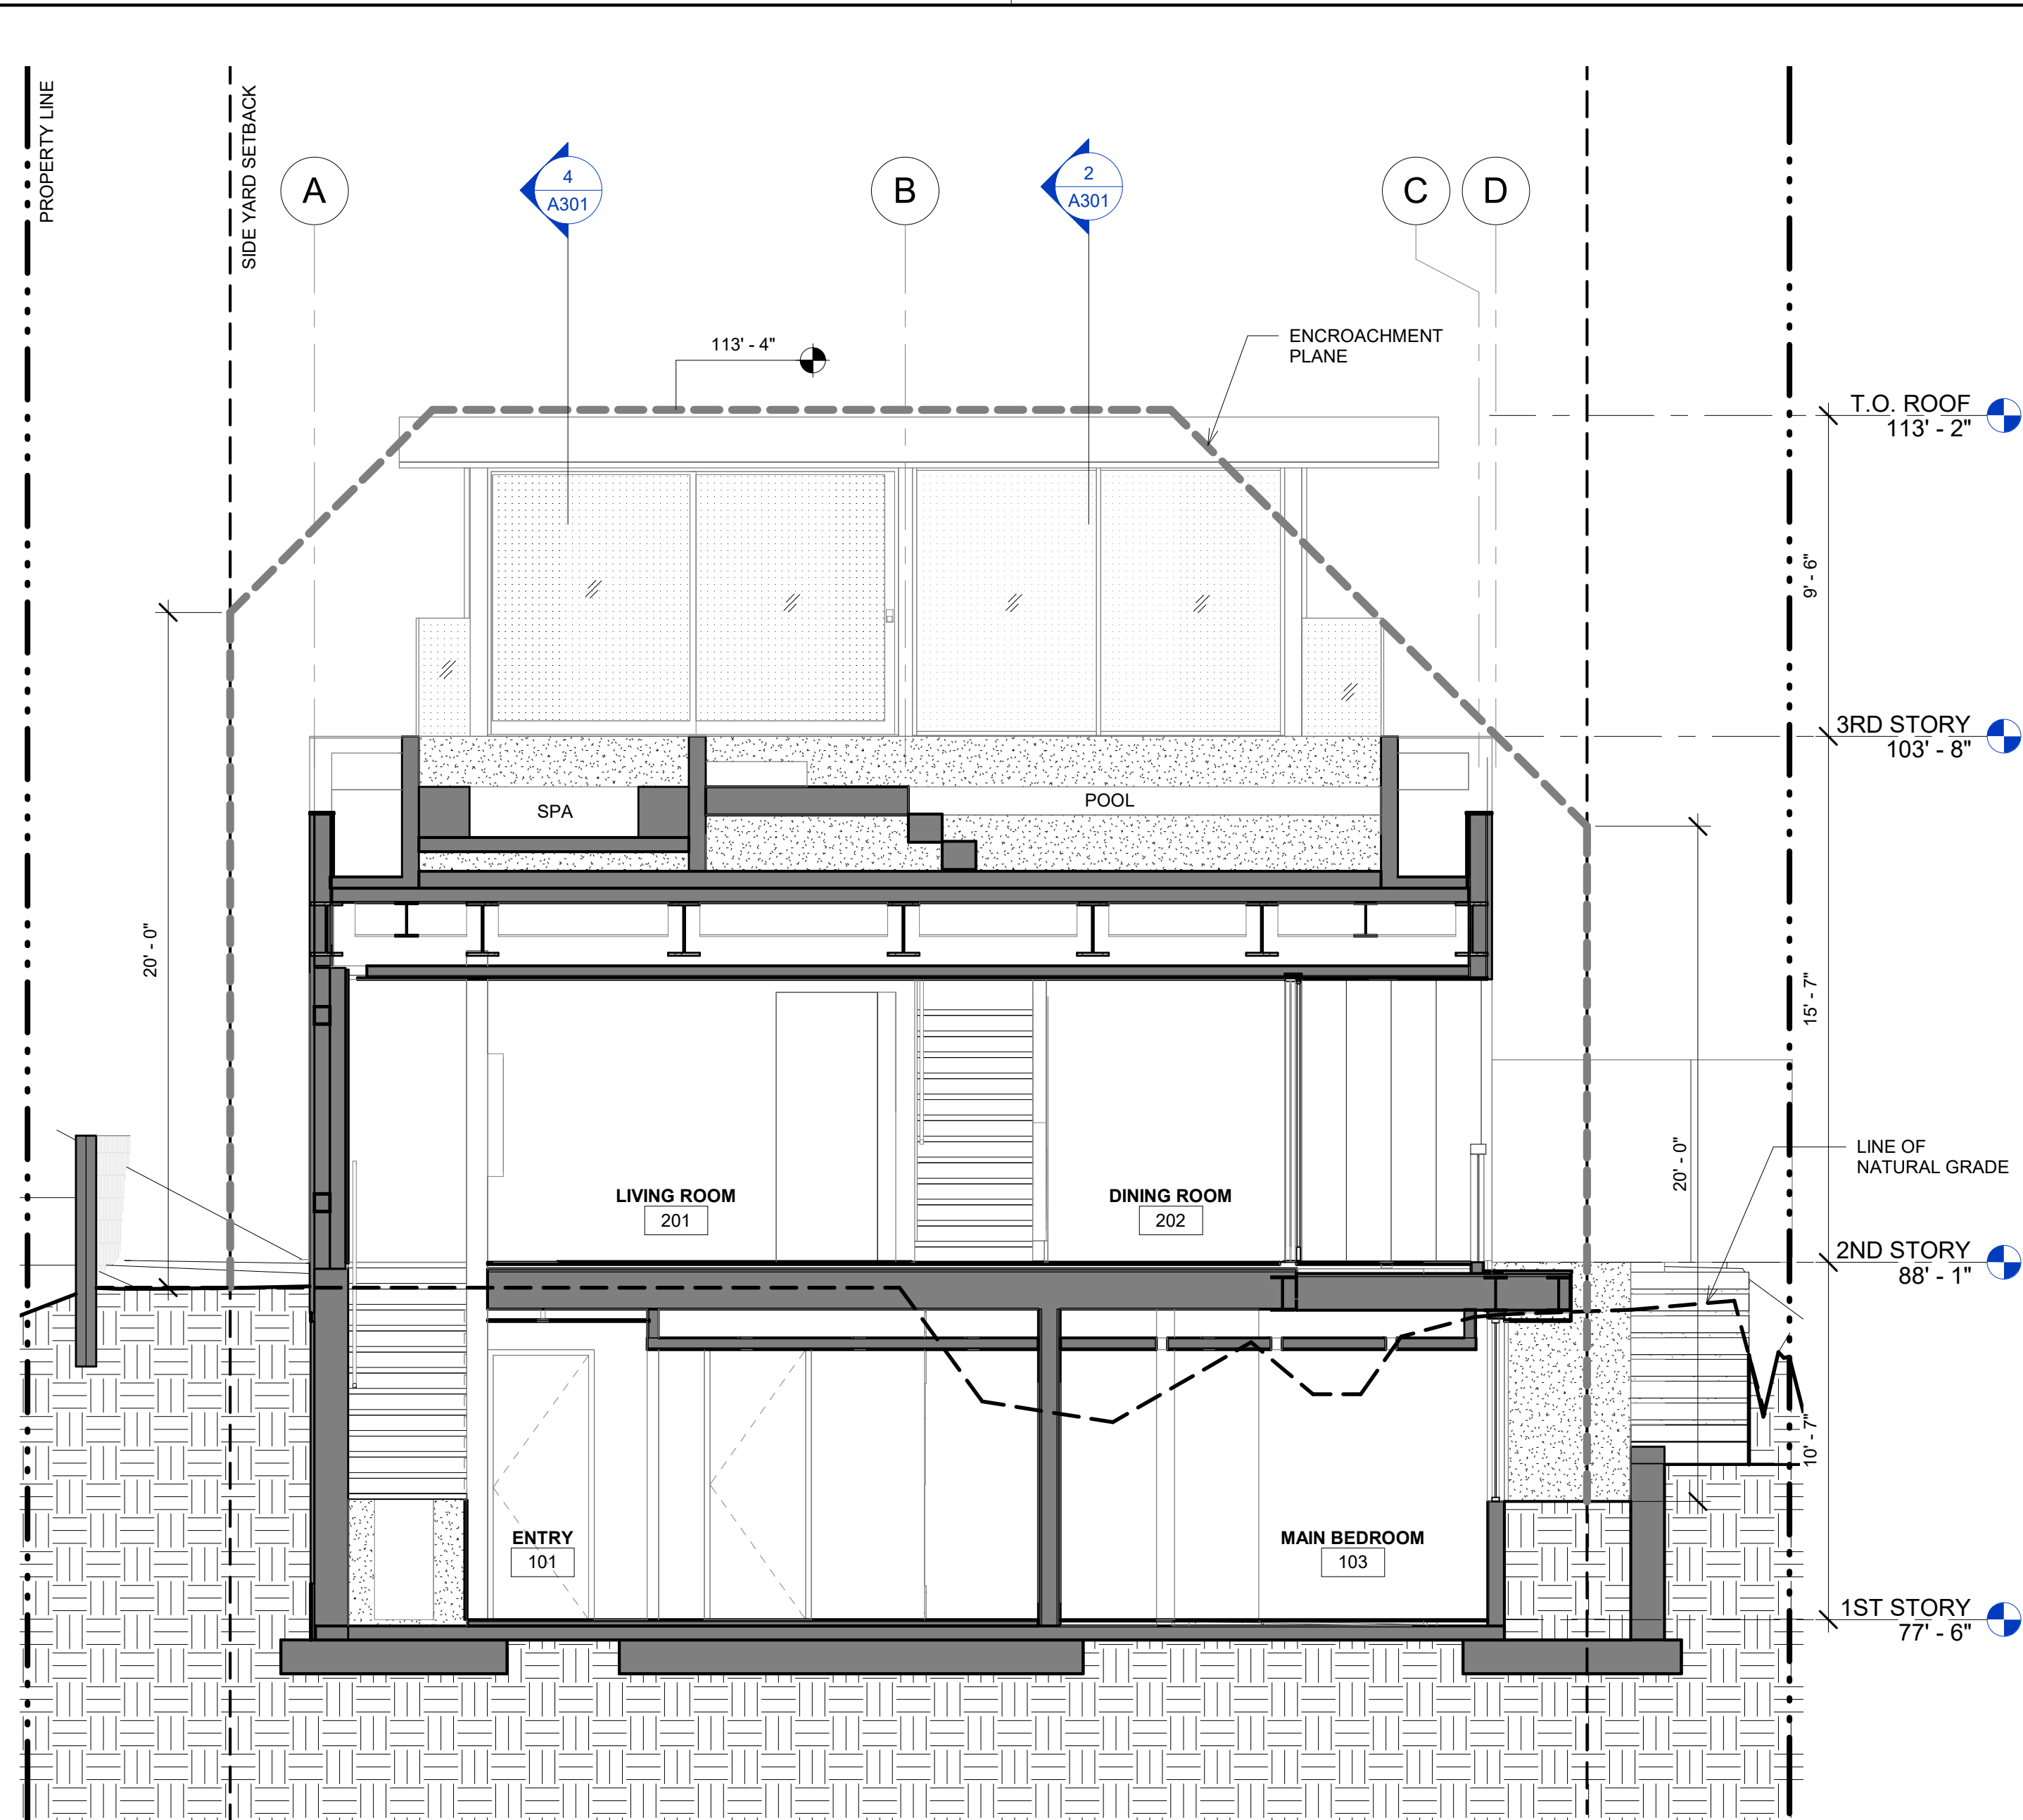 PROPERTY LINE
SIDE YARD SETBACK
A
4
A301
B
2
A301
C
D
113' - 4"
ENCROACHMENT
PLANE
T.O. ROOF
113' - 2"
9' - 6"
3RD STORY
103' - 8"
SPA
POOL
20' - 0"
15' - 7"
20' - 0"
LINE OF
NATURAL GRADE
LIVING ROOM
201
DINING ROOM
202
2ND STORY
88' - 1"
10' - 7"
ENTRY
101
MAIN BEDROOM
103
1ST STORY
77' - 6"